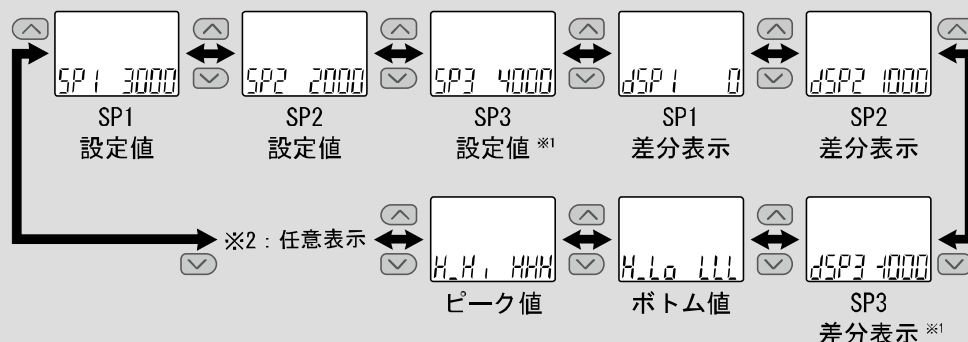 SP1 3000
SP2 2000
SP3 4000
dSP1 0
dSP2 1000
SP1
設定値
SP2
設定値
SP3
設定値 ※1
SP1
差分表示
SP2
差分表示
※2：任意表示
H_Hi HHH
H_Lo LLL
dSP3 -1000
ピーク値
ボトム値
SP3
差分表示 ※1